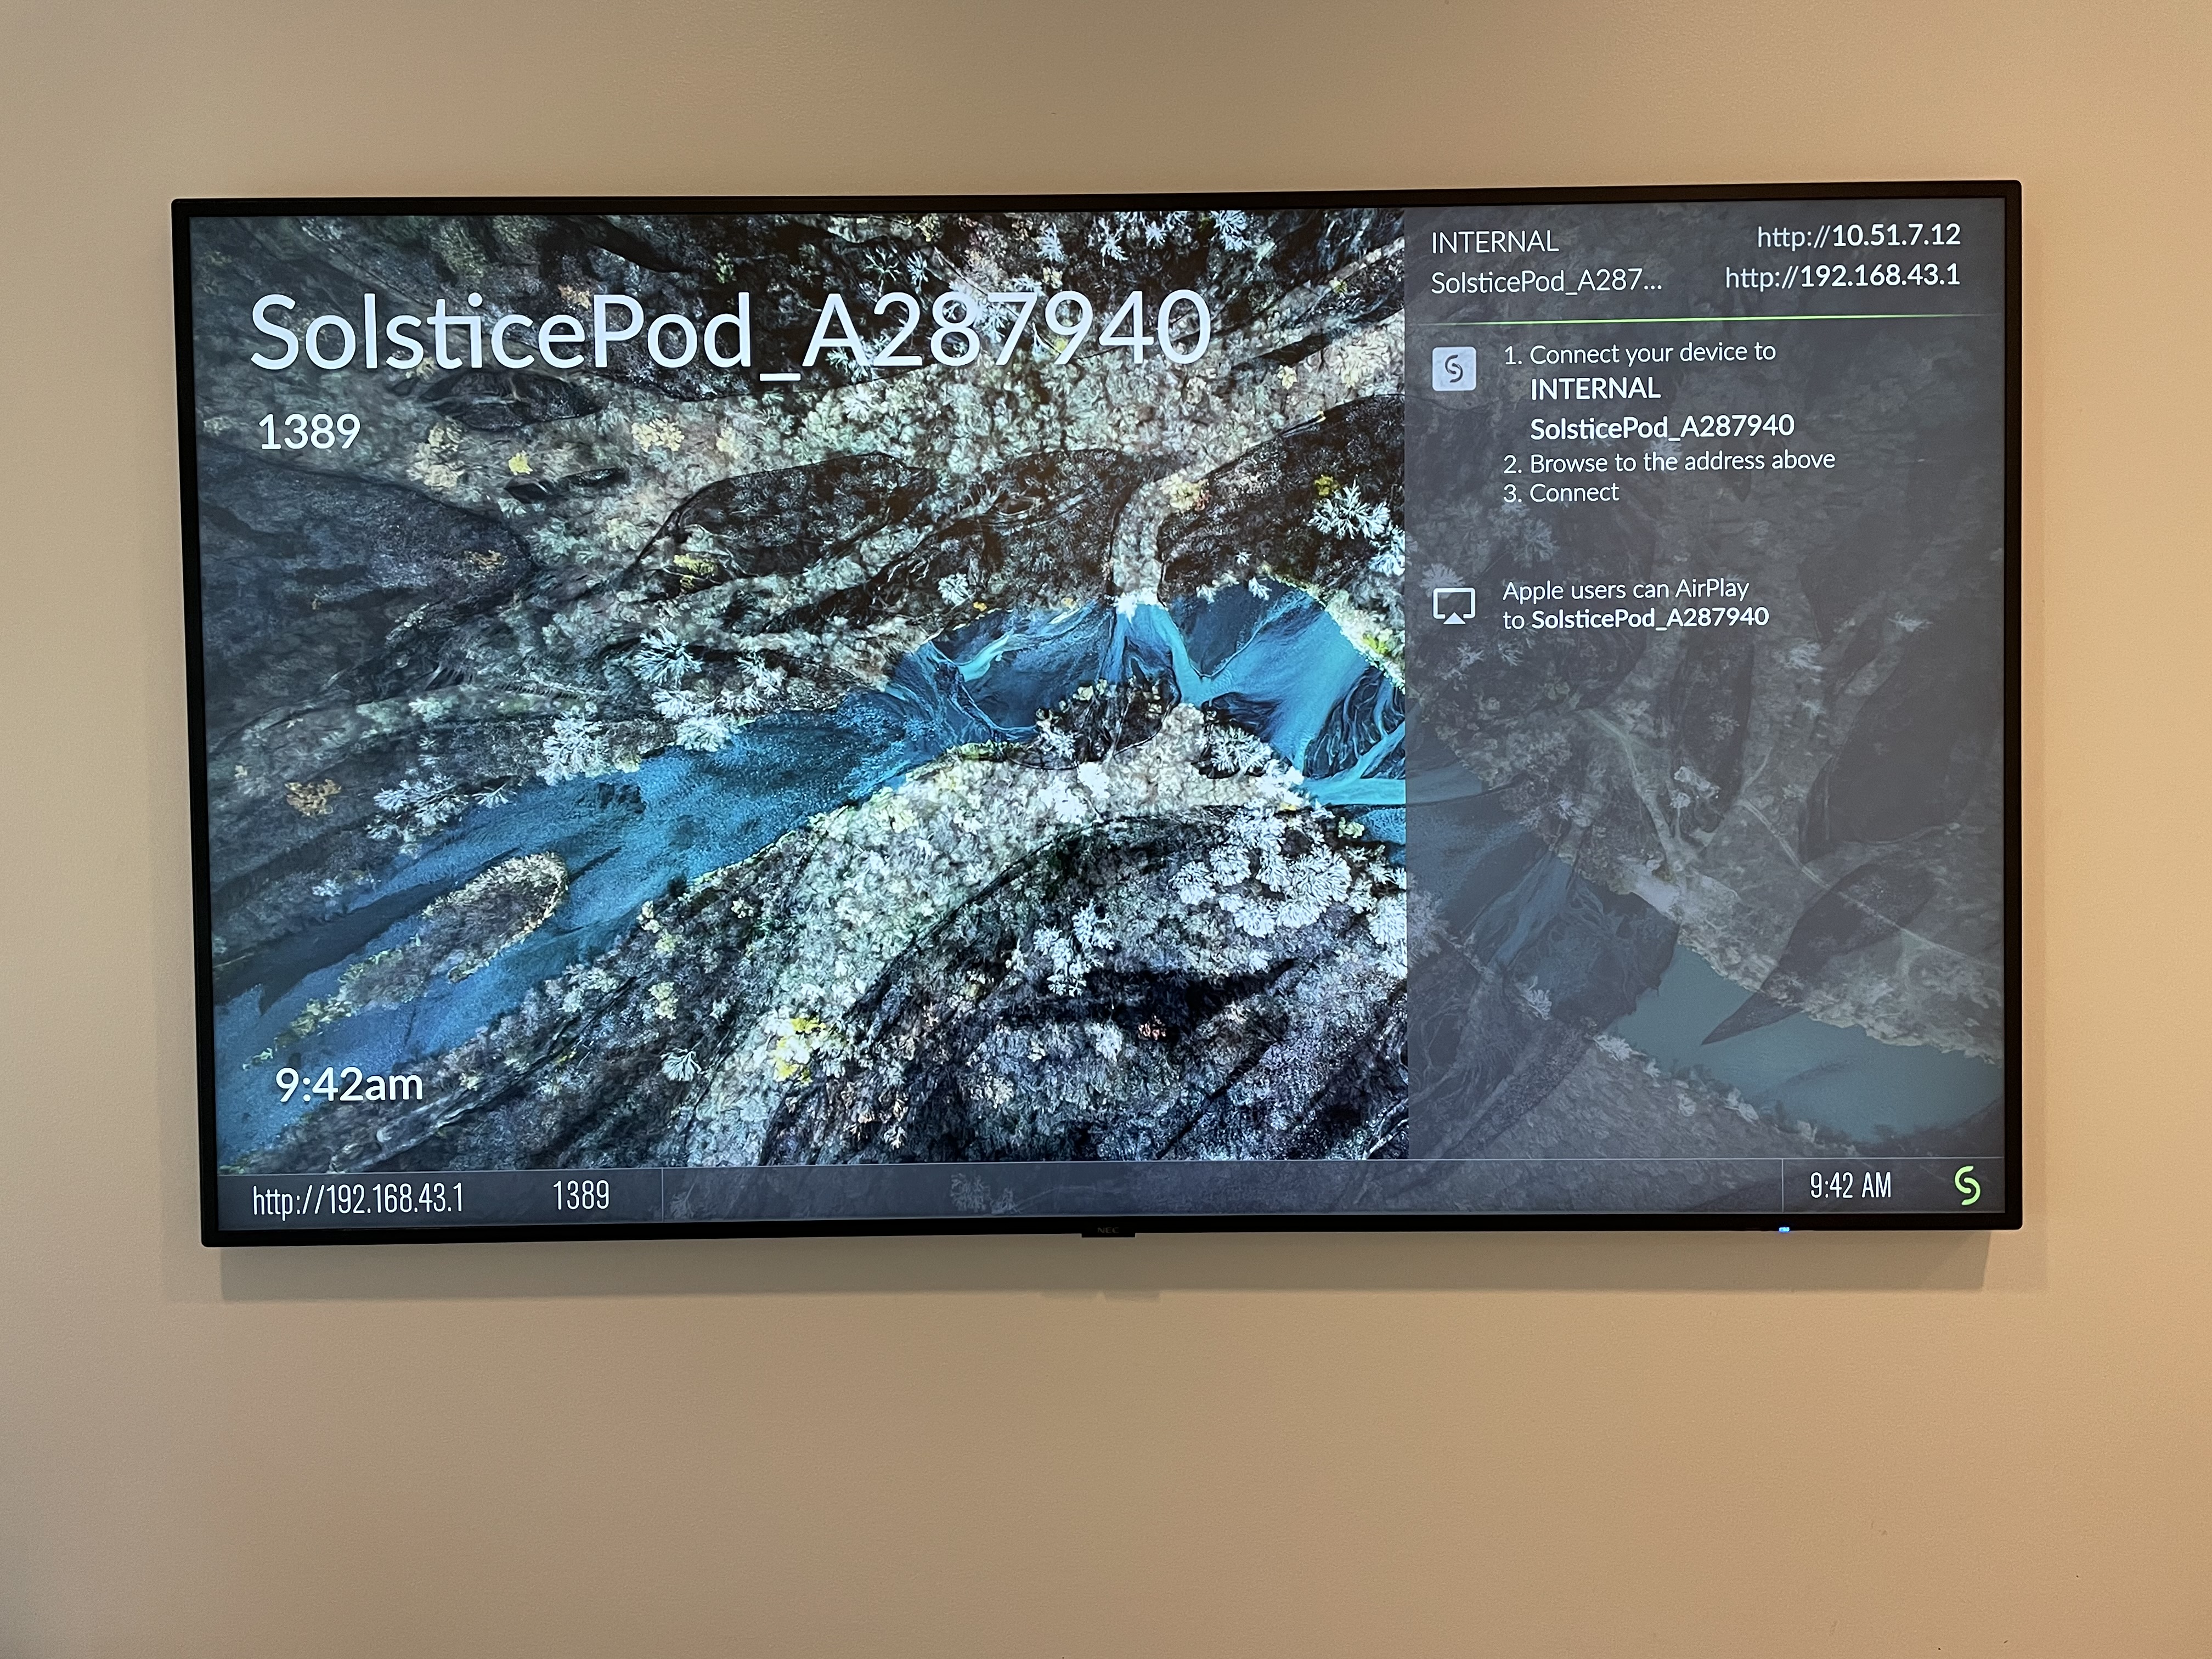 SolsticePod_A287940
1389
9:42am
INTERNAL http://10.51.7.12
SolsticePod_A287... http://192.168.43.1
1. Connect your device to
INTERNAL
SolsticePod_A287940
2. Browse to the address above
3. Connect
Apple users can AirPlay
to SolsticePod_A287940
http://192.168.43.1 1389 9:42 AM
NEC